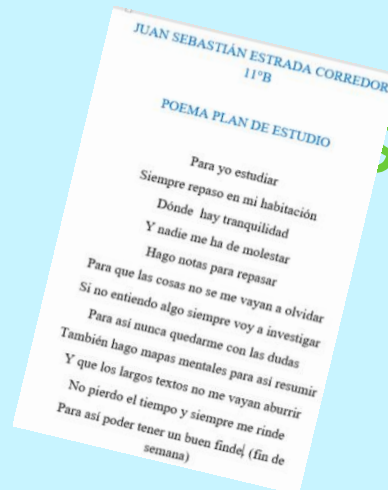 JUAN SEBASTIÁN ESTRADA CORREDOR
11°B
POEMA PLAN DE ESTUDIO
Para yo estudiar
Siempre repaso en mi habitación
Dónde hay tranquilidad
Y nadie me ha de molestar
Hago notas para repasar
Para que las cosas no se me vayan a olvidar
Si no entiendo algo siempre voy a investigar
Para así nunca quedarme con las dudas
También hago mapas mentales para así resumir
Y que los largos textos no me vayan aburrir
No pierdo el tiempo y siempre me rinde
Para así poder tener un buen finde (fin de
semana)